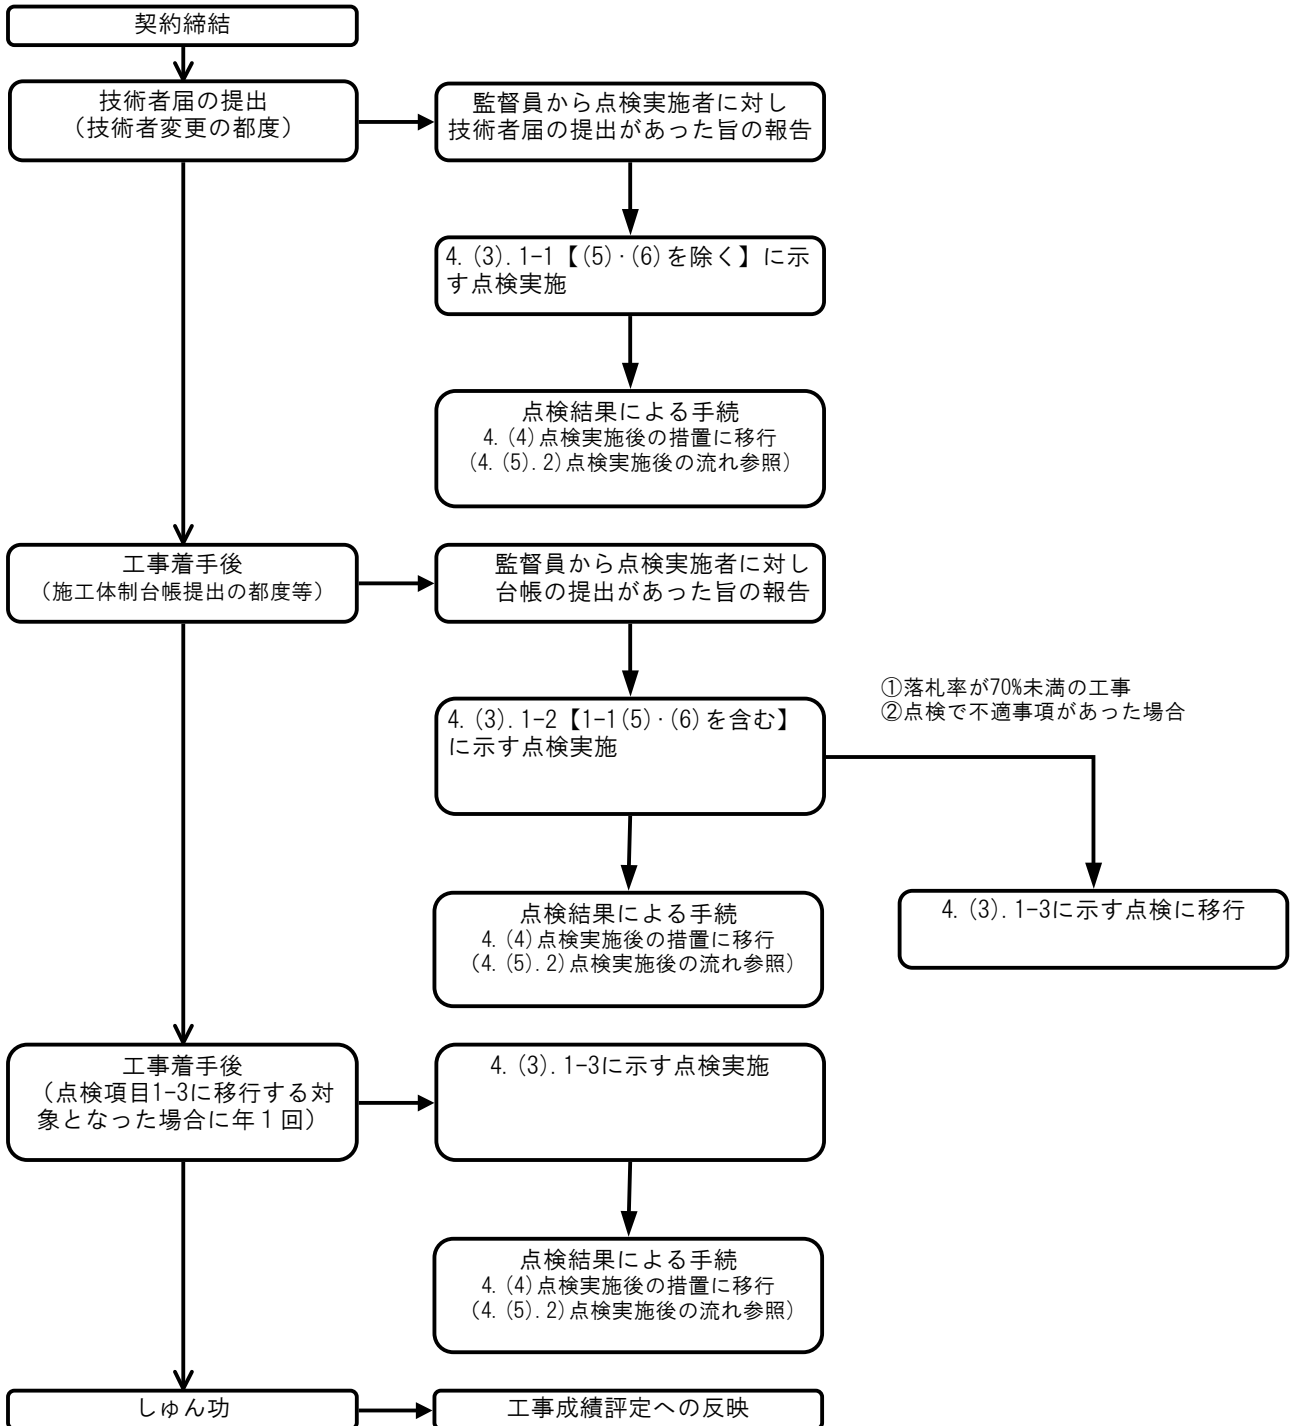 契約締結
技術者届の提出
（技術者変更の都度）
監督員から点検実施者に対し
技術者届の提出があった旨の報告
4.(3).1-1【(5)・(6)を除く】に示
す点検実施
点検結果による手続
4.(4)点検実施後の措置に移行
(4.(5).2)点検実施後の流れ参照)
工事着手後
（施工体制台帳提出の都度等）
監督員から点検実施者に対し
台帳の提出があった旨の報告
①落札率が70%未満の工事
②点検で不適事項があった場合
4.(3).1-2【1-1(5)・(6)を含む】
に示す点検実施
4.(3).1-3に示す点検に移行
点検結果による手続
4.(4)点検実施後の措置に移行
(4.(5).2)点検実施後の流れ参照)
工事着手後
（点検項目1-3に移行する対
象となった場合に年１回）
4.(3).1-3に示す点検実施
点検結果による手続
4.(4)点検実施後の措置に移行
(4.(5).2)点検実施後の流れ参照)
しゅん功
工事成績評定への反映